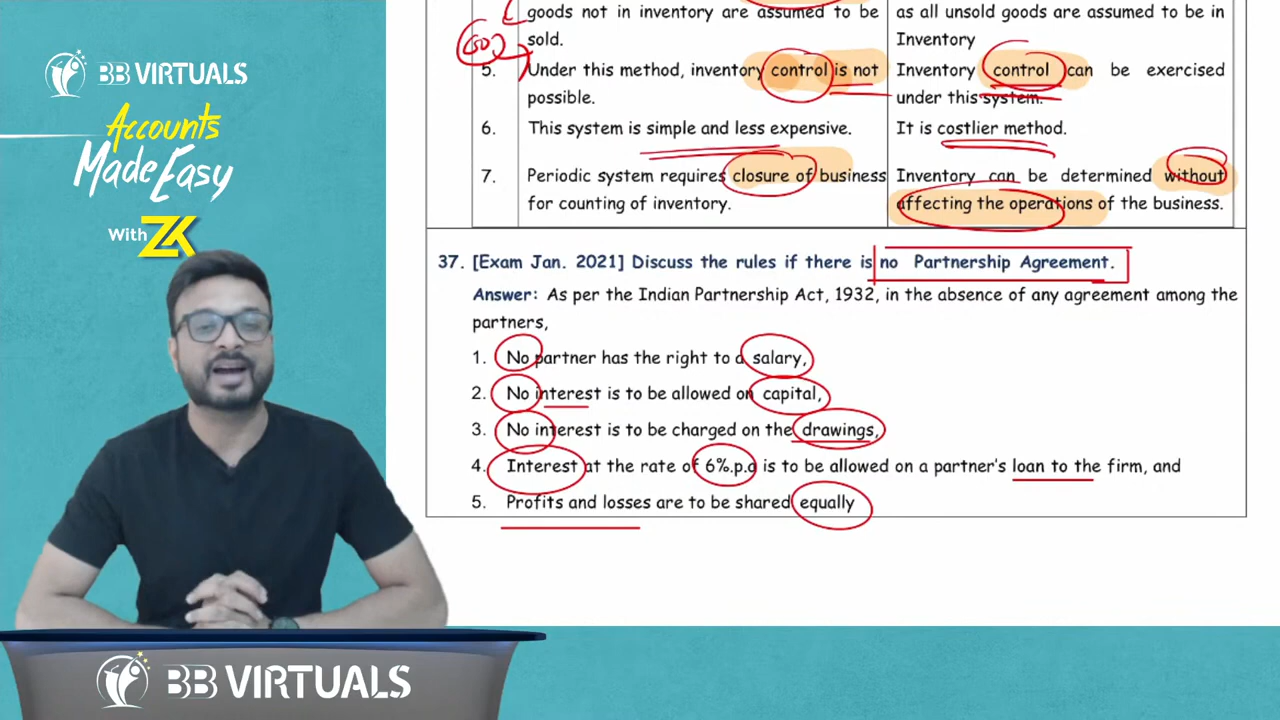 BB VIRTUALS
Accounts
Made Easy
With ZK
goods not in inventory are assumed to be sold.
as all unsold goods are assumed to be in Inventory
5. Under this method, inventory control is not possible.
Inventory control can be exercised under this system.
6. This system is simple and less expensive.
It is costlier method.
7. Periodic system requires closure of business for counting of inventory.
Inventory can be determined without affecting the operations of the business.
37. [Exam Jan. 2021] Discuss the rules if there is no Partnership Agreement.
Answer: As per the Indian Partnership Act, 1932, in the absence of any agreement among the
partners,
1. No partner has the right to a salary,
2. No interest is to be allowed on capital,
3. No interest is to be charged on the drawings,
4. Interest at the rate of 6%.p.a is to be allowed on a partner's loan to the firm, and
5. Profits and losses are to be shared equally
BB VIRTUALS